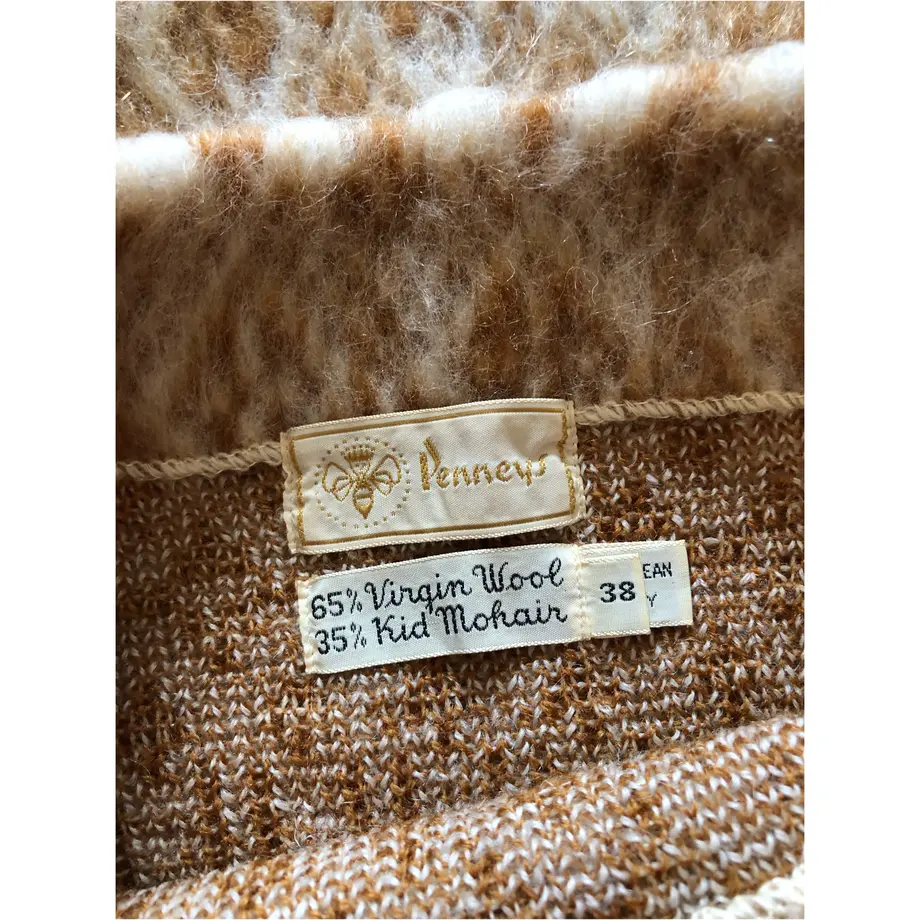 Penneys
65% Virgin Wool
35% Kid Mohair
38